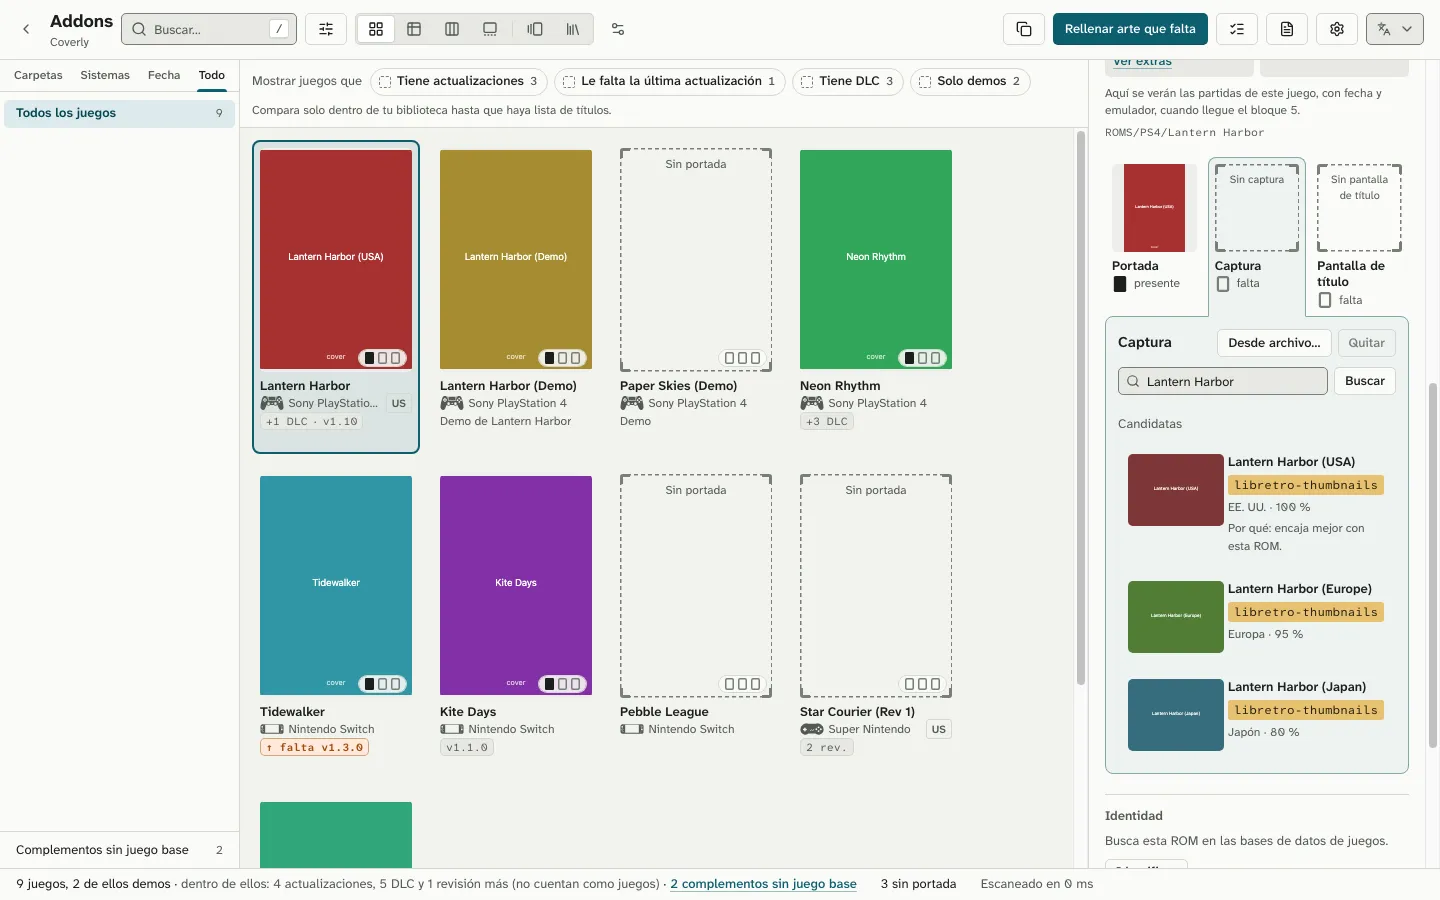 Addons
Coverly
Buscar...
/
Rellenar arte que falta
Carpetas
Sistemas
Fecha
Todo
Todos los juegos
9
Complementos sin juego base
2
Mostrar juegos que
Tiene actualizaciones 3
Le falta la última actualización 1
Tiene DLC 3
Solo demos 2
Compara solo dentro de tu biblioteca hasta que haya lista de títulos.
Lantern Harbor (USA)
cover
Lantern Harbor
Sony PlayStatio...
US
+1 DLC · v1.10
Lantern Harbor (Demo)
cover
Lantern Harbor (Demo)
Sony PlayStation 4
Demo de Lantern Harbor
Sin portada
Paper Skies (Demo)
Sony PlayStation 4
Demo
Neon Rhythm
cover
Neon Rhythm
Sony PlayStation 4
+3 DLC
Tidewalker
cover
Tidewalker
Nintendo Switch
↑ falta v1.3.0
Kite Days
cover
Kite Days
Nintendo Switch
v1.1.0
Sin portada
Pebble League
Nintendo Switch
Sin portada
Star Courier (Rev 1)
Super Nintendo
US
2 rev.
Ver extras
Aquí se verán las partidas de este juego, con fecha y
emulador, cuando llegue el bloque 5.
ROMS/PS4/Lantern Harbor
Lantern Harbor (USA)
Portada
presente
Sin captura
Captura
falta
Sin pantalla
de título
Pantalla de
título
falta
Captura
Desde archivo...
Quitar
Lantern Harbor
Buscar
Candidatas
Lantern Harbor (USA)
Lantern Harbor (USA)
libretro-thumbnails
EE. UU. · 100 %
Por qué: encaja mejor con
esta ROM.
Lantern Harbor (Europe)
Lantern Harbor (Europe)
libretro-thumbnails
Europa · 95 %
Lantern Harbor (Japan)
Lantern Harbor (Japan)
libretro-thumbnails
Japón · 80 %
Identidad
Busca esta ROM en las bases de datos de juegos.
9 juegos, 2 de ellos demos · dentro de ellos: 4 actualizaciones, 5 DLC y 1 revisión más (no cuentan como juegos) · 2 complementos sin juego base
3 sin portada
Escaneado en 0 ms